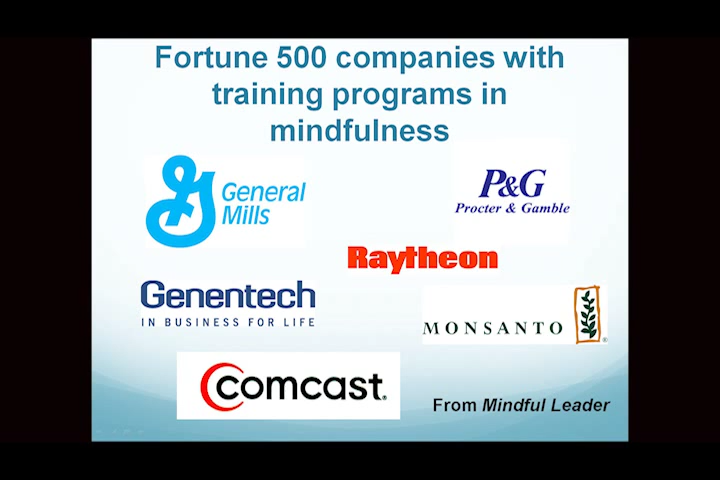 Fortune 500 companies with
training programs in
mindfulness
General
Mills
P&G
Procter & Gamble
Raytheon
Genentech
IN BUSINESS FOR LIFE
MONSANTO ®
comcast®
From Mindful Leader